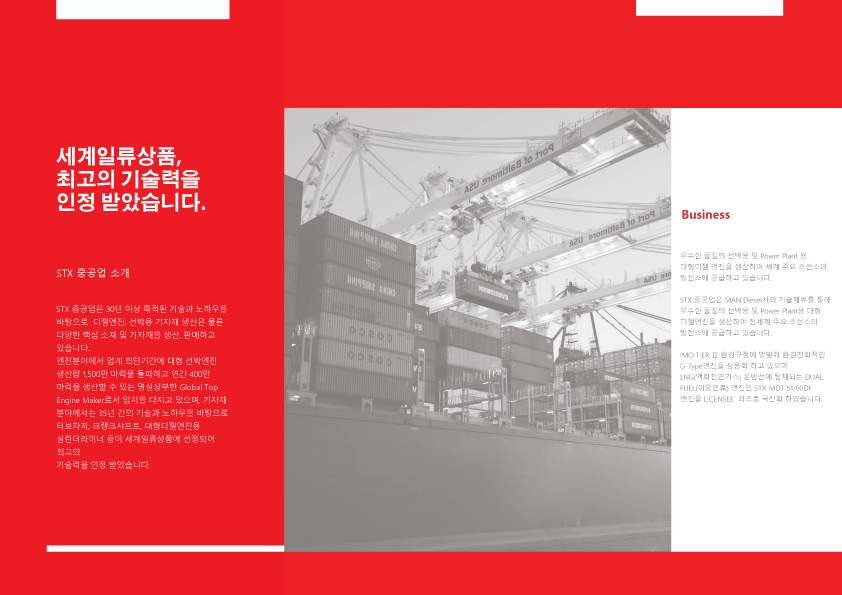 세계일류상품,
최고의 기술력을
인정 받았습니다.
STX 중공업 소개
STX 중공업은 30년 이상 축적된 기술과 노하우를
바탕으로 디젤엔진, 선박용 기자재 생산은 물론
다양한 핵심 소재 및 기자재를 생산, 판매하고
있습니다.
엔진분야에서 업계 최단기간에 대형 선박엔진
생산량 1,500만 마력을 돌파하고 연간 400만
마력을 생산할 수 있는 명실상부한 Global Top
Engine Maker로서 입지를 다지고 있으며, 기자재
분야에서는 35년 간의 기술과 노하우를 바탕으로
터보차저, 크랭크샤프트, 대형디젤엔진용
실린더라이너 등이 세계일류상품에 선정되어
최고의
기술력을 인정 받았습니다.
Port of Baltimore
USA
Port of Baltimore USA
CHINA SHIPPING
CHINA SHIPPING
COSCO
COSCO
Business
우수한 품질의 선박용 및 Power Plant 용
대형디젤 엔진을 생산하여 세계 주요 조선소와
발전소에 공급하고 있습니다.
STX 중공업은 MAN Diesel사와 기술제휴를 통해
우수한 품질의 선박용 및 Power Plant용 대형
디젤엔진을 생산하여 전세계 주요 조선소와
발전소에 공급하고 있습니다.
IMO TIER Ⅲ 환경규정에 발맞춰 환경친화적인
G-Type엔진을 상용화 하고 있으며
LNG(액화천연가스) 운반선에 탑재되는 DUAL
FUEL(이중연료) 엔진인 STX-MDT 51/60DF
엔진을 LICENSEE 최초로 국산화 하였습니다.